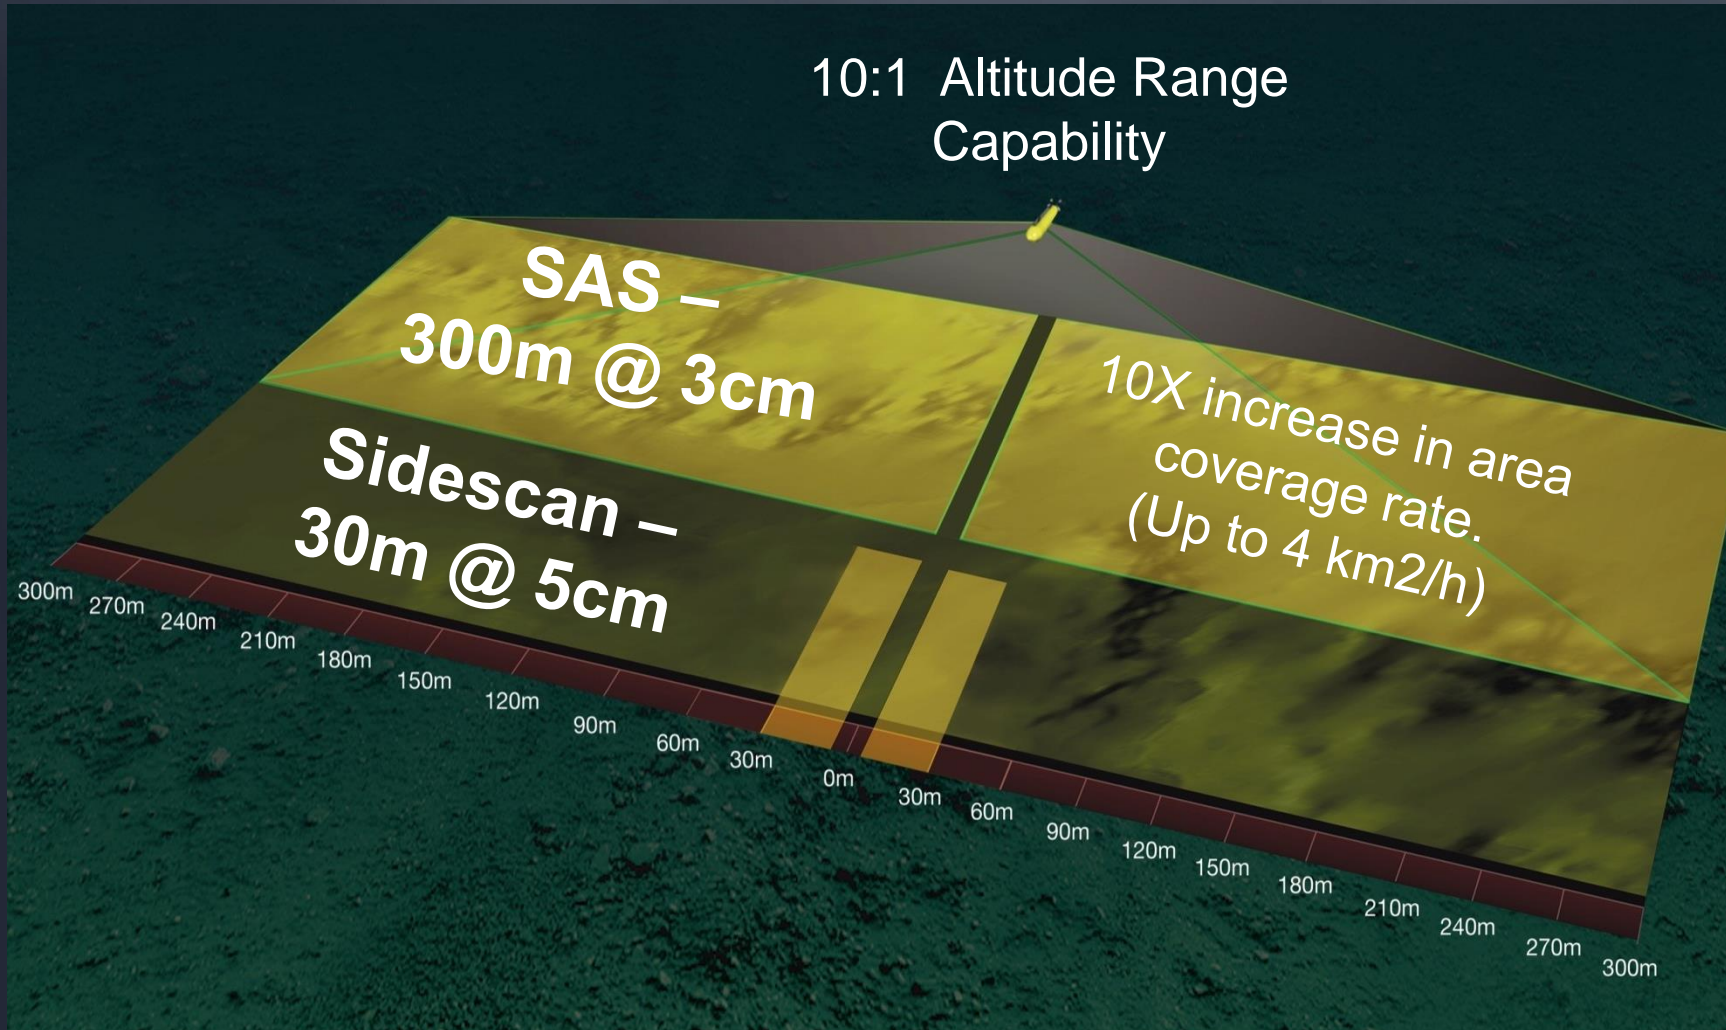 10:1 Altitude Range
Capability
SAS –
300m @ 3cm
10X increase in area
coverage rate.
(Up to 4 km2/h)
Sidescan –
30m @ 5cm
300m
270m
240m
210m
180m
150m
120m
90m
60m
30m
0m
30m
60m
90m
120m
150m
180m
210m
240m
270m
300m